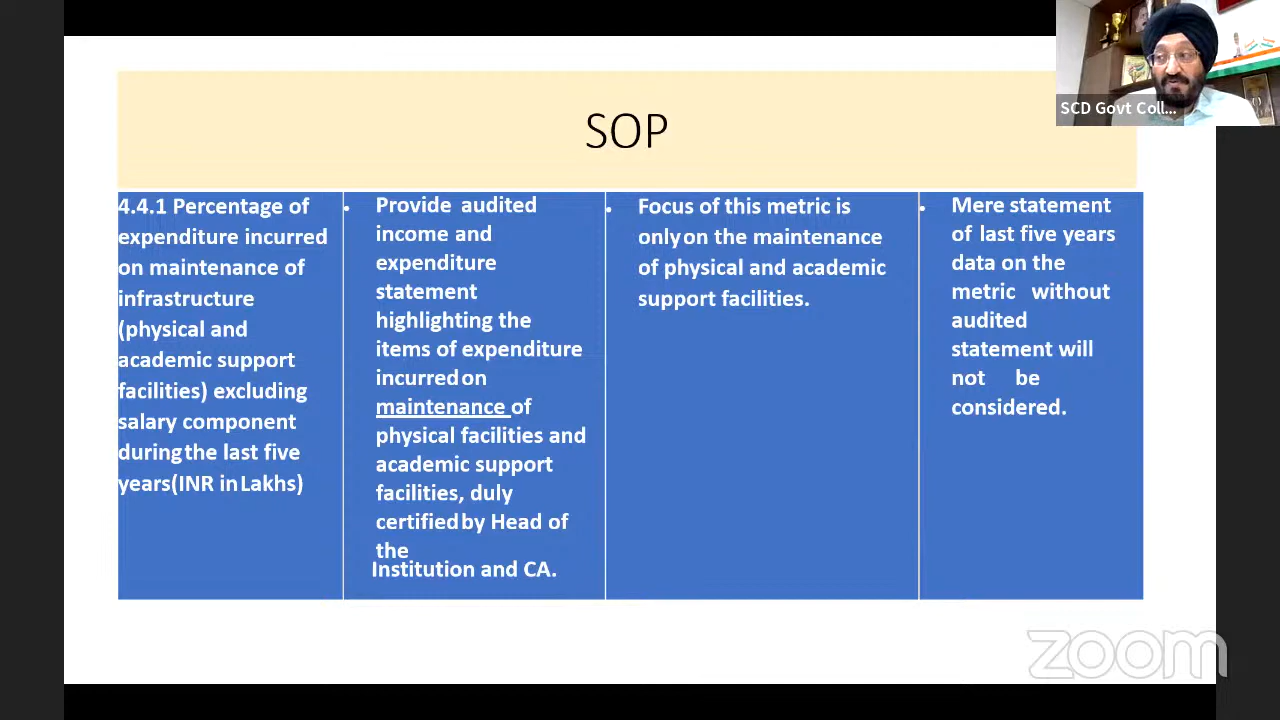 SCD Govt Coll...
SOP
4.4.1 Percentage of
expenditure incurred
on maintenance of
infrastructure
(physical and
academic support
facilities) excluding
salary component
during the last five
years(INR in Lakhs)
• Provide audited
income and
expenditure
statement
highlighting the
items of expenditure
incurred on
maintenance of
physical facilities and
academic support
facilities, duly
certified by Head of
the
Institution and CA.
• Focus of this metric is
only on the maintenance
of physical and academic
support facilities.
• Mere statement
of last five years
data on the
metric without
audited
statement will
not be
considered.
zoom